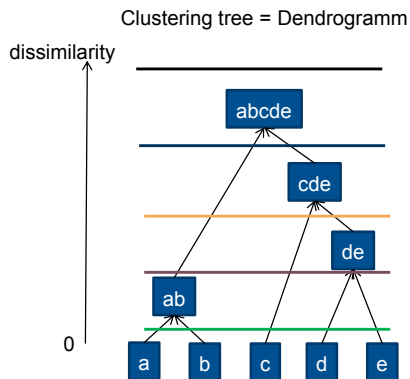 Clustering tree = Dendrogramm
dissimilarity
abcde
cde
de
ab
0
a b c d e